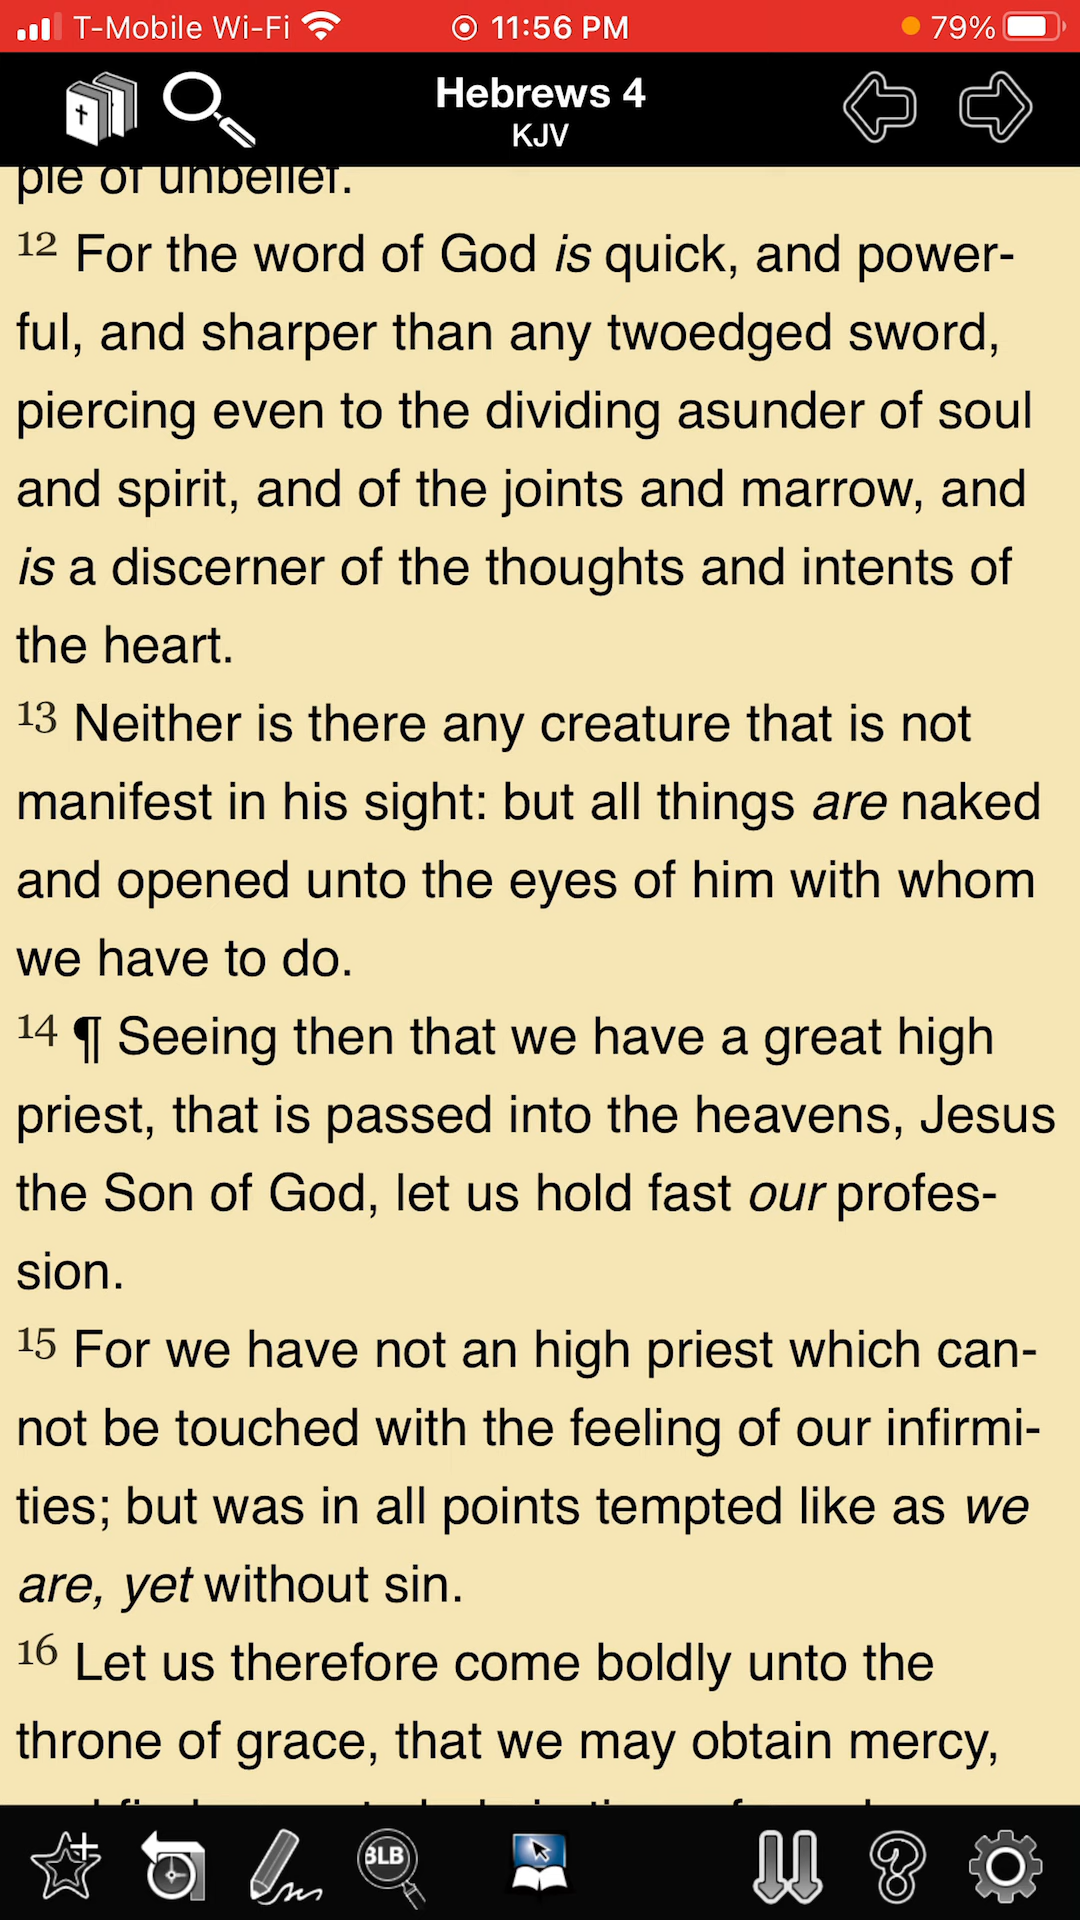 T-Mobile Wi-Fi 11:56 PM 79%
Hebrews 4
KJV
ple of unbelief.
12 For the word of God is quick, and power-
ful, and sharper than any twoedged sword,
piercing even to the dividing asunder of soul
and spirit, and of the joints and marrow, and
is a discerner of the thoughts and intents of
the heart.
13 Neither is there any creature that is not
manifest in his sight: but all things are naked
and opened unto the eyes of him with whom
we have to do.
14 ¶ Seeing then that we have a great high
priest, that is passed into the heavens, Jesus
the Son of God, let us hold fast our profes-
sion.
15 For we have not an high priest which can-
not be touched with the feeling of our infirmi-
ties; but was in all points tempted like as we
are, yet without sin.
16 Let us therefore come boldly unto the
throne of grace, that we may obtain mercy,
BLB